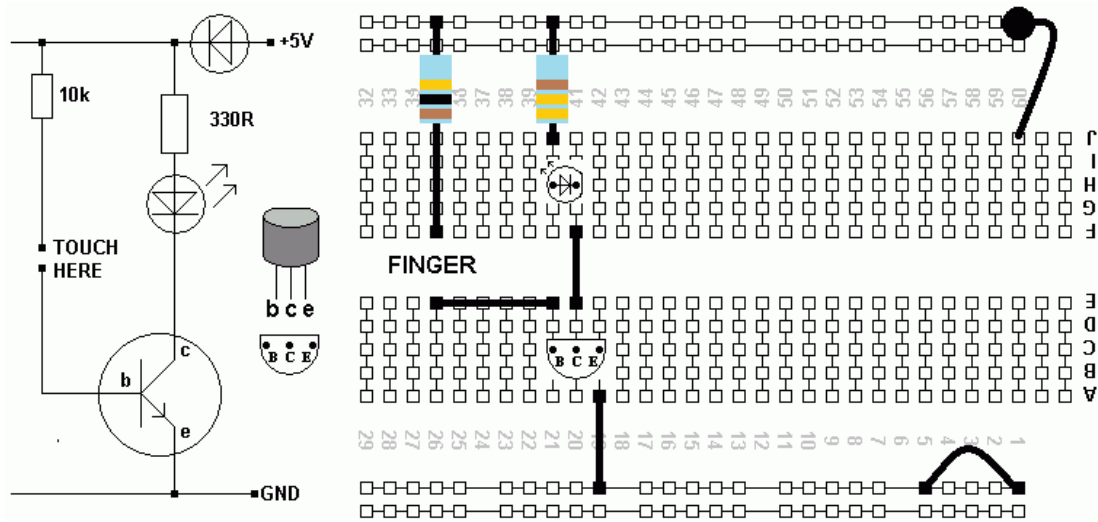 +5V
10k
330R
TOUCH
HERE
b c e
B C E
c
b
e
GND
32 33 34 36 37 38 39 41 42 43 44 45 46 47 48 49 50 51 52 53 54 55 56 57 58 59 60
J
I
H
G
F
FINGER
E
D
C
B
A
B C E
29 28 27 26 25 24 23 22 21 20 18 17 16 15 14 13 12 11 10 9 8 7 6 5 4 3 2 1